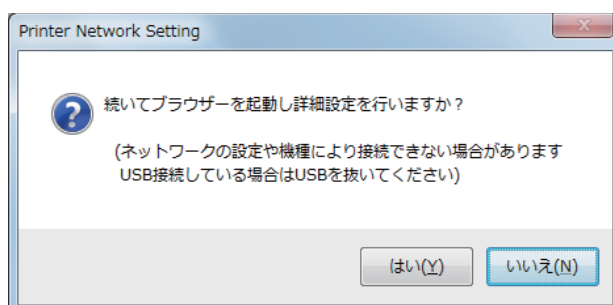 Printer Network Setting
続いてブラウザーを起動し詳細設定を行いますか？
(ネットワークの設定や機種により接続できない場合があります
USB接続している場合はUSBを抜いてください)
はい(Y)
いいえ(N)